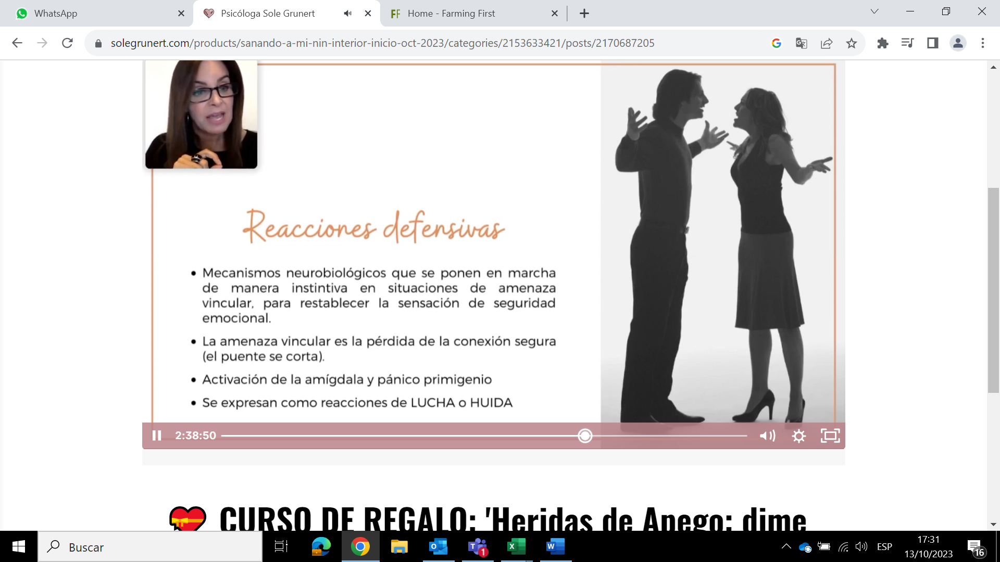 WhatsApp
Psicóloga Sole Grunert
FF Home - Farming First
solegrunert.com/products/sanando-a-mi-nin-interior-inicio-oct-2023/categories/2153633421/posts/2170687205
Reacciones defensivas
• Mecanismos neurobiológicos que se ponen en marcha
de manera instintiva en situaciones de amenaza
vincular, para restablecer la sensación de seguridad
emocional.
• La amenaza vincular es la pérdida de la conexión segura
(el puente se corta).
• Activación de la amígdala y pánico primigenio
• Se expresan como reacciones de LUCHA o HUIDA
2:38:50
CURSO DE REGALO: 'Heridas de Apego: dime
Buscar
1
ESP
17:31
13/10/2023
16